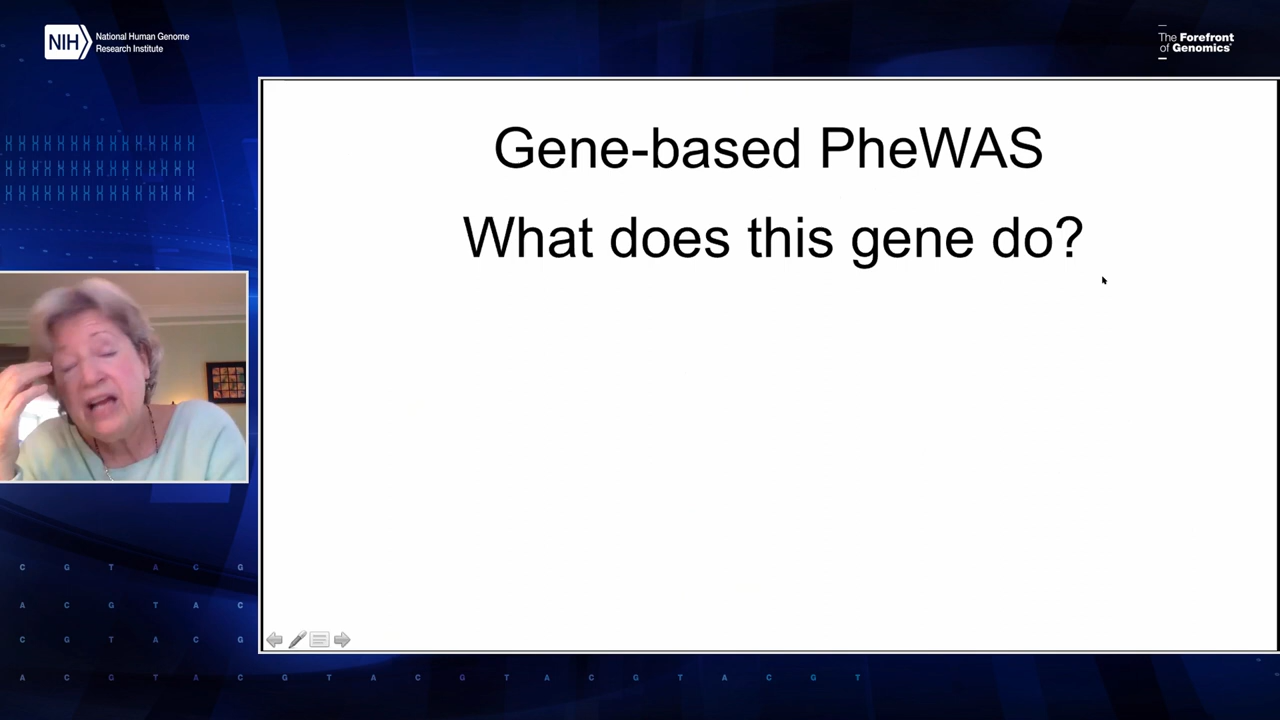 NIH
National Human Genome
Research Institute
The Forefront
of Genomics®
Gene-based PheWAS
What does this gene do?
C G T A C G
A C G T A C
C G T A C G
A C G T A C G T A C G T A C G T A C G T